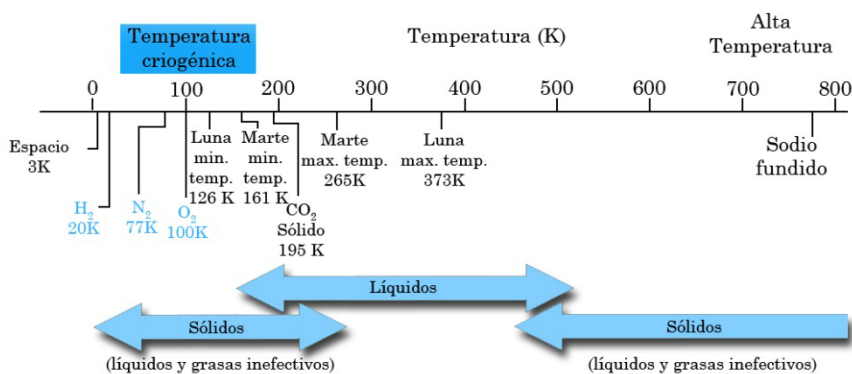 Temperatura
criogénica
Temperatura (K)
Alta
Temperatura
0 100 200 300 400 500 600 700 800
Espacio
3K
H₂
20K
N₂
77K
O₂
100K
Luna
min.
temp.
126 K
Marte
min.
temp.
161 K
CO₂
Sólido
195 K
Marte
max. temp.
265K
Luna
max. temp.
373K
Sodio
fundido
Líquidos
Sólidos
Sólidos
(líquidos y grasas inefectivos)
(líquidos y grasas inefectivos)